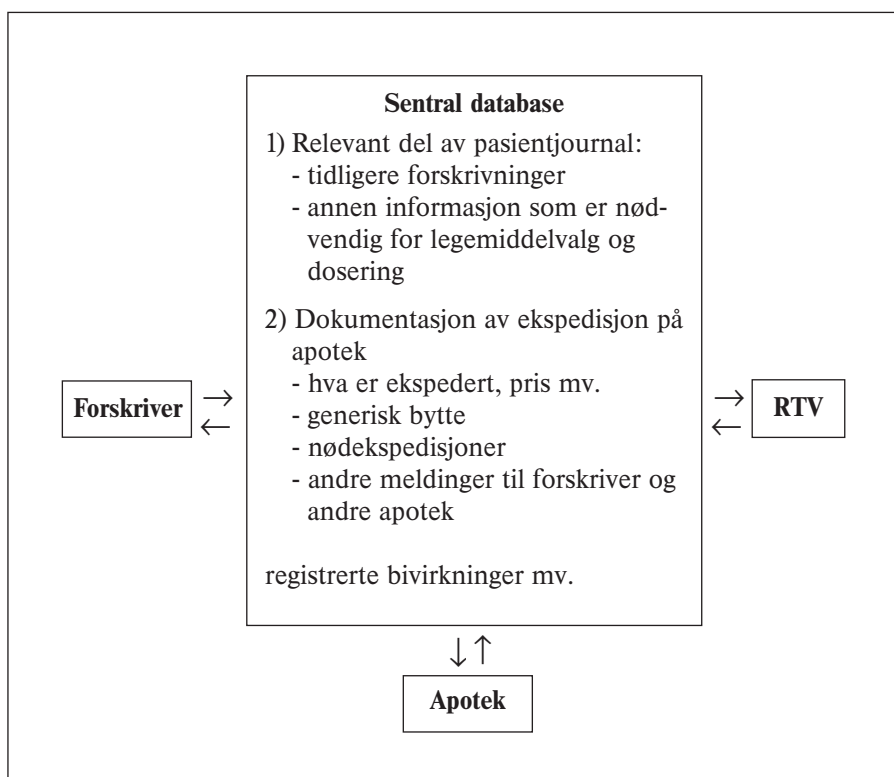 Sentral database
1) Relevant del av pasientjournal:
- tidligere forskrivninger
- annen informasjon som er nød-
vendig for legemiddelvalg og
dosering
2) Dokumentasjon av ekspedisjon på
apotek
- hva er ekspedert, pris mv.
- generisk bytte
- nødekspedisjoner
- andre meldinger til forskriver og
andre apotek
registrerte bivirkninger mv.
Forskriver
RTV
Apotek